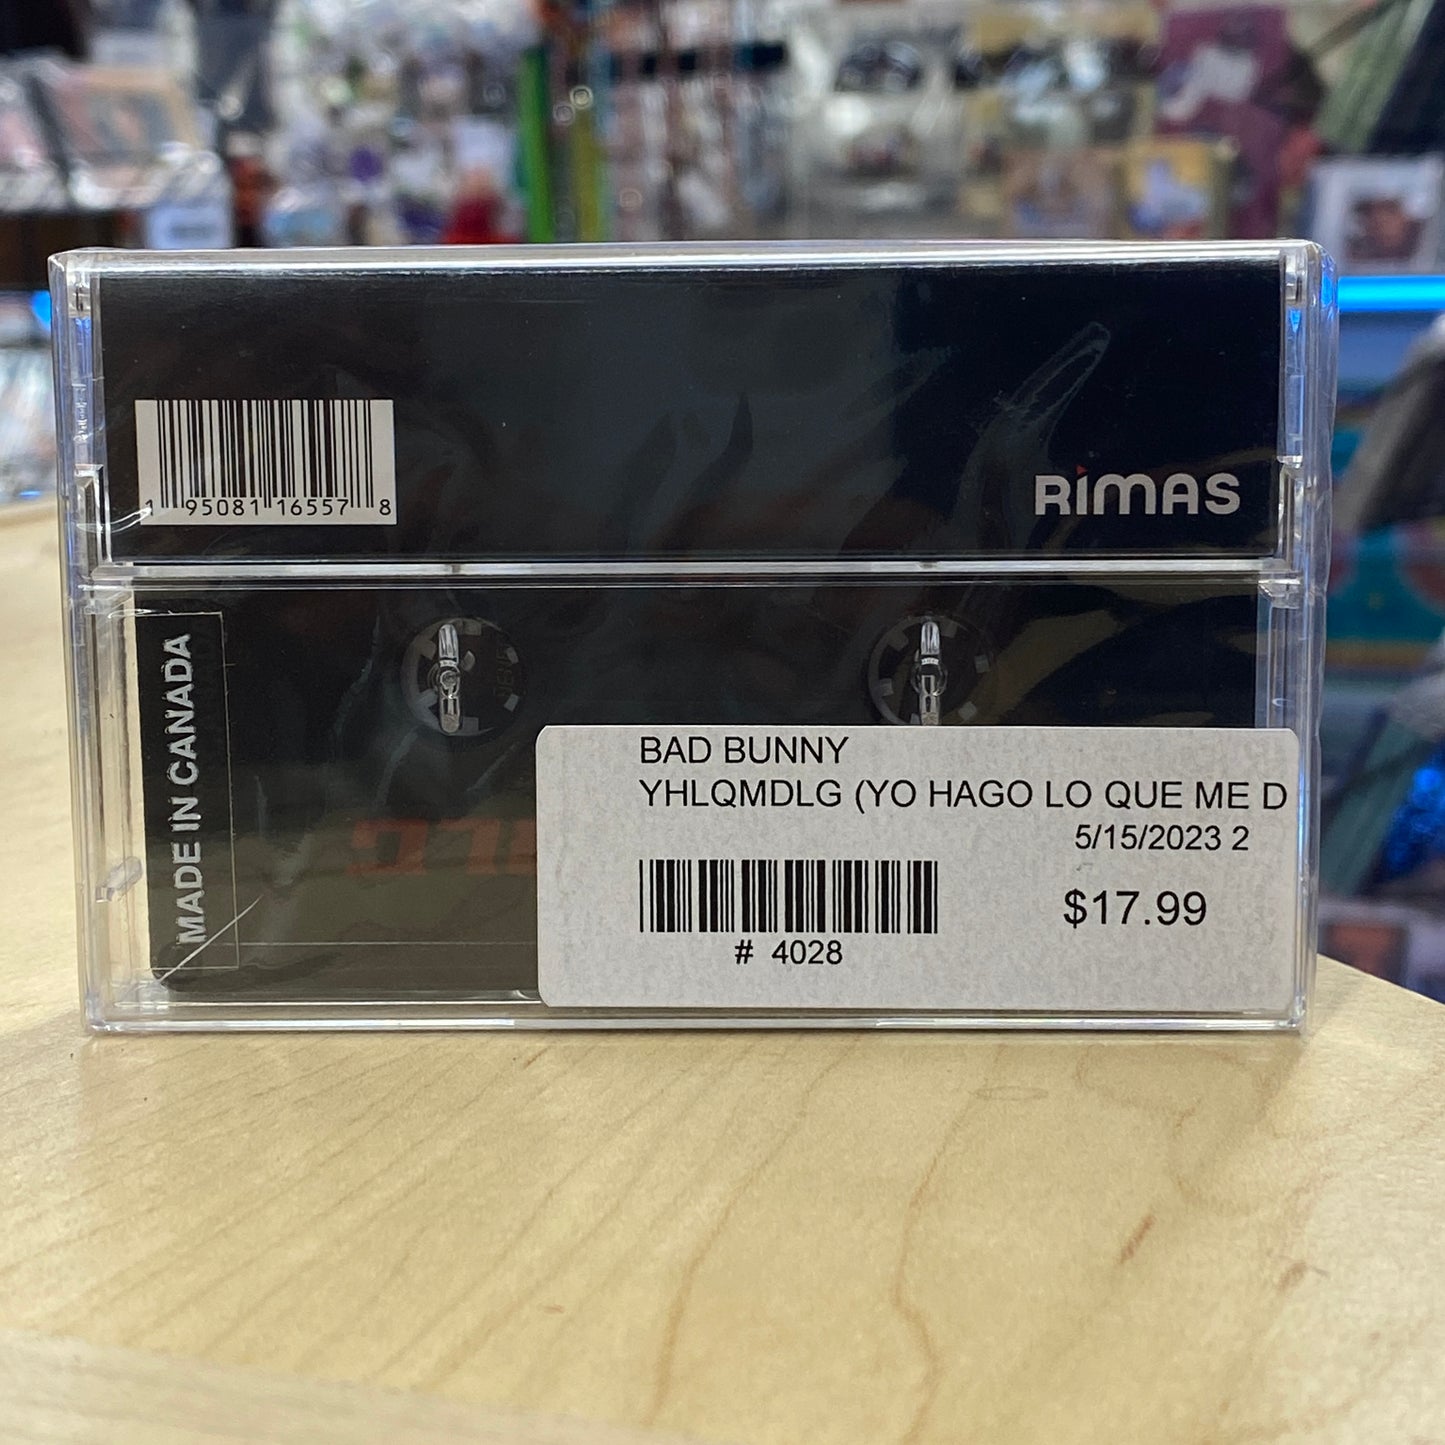 1 95081 16557 8
RIMAS
MADE IN CANADA
BAD BUNNY
YHLQMDLG (YO HAGO LO QUE ME D
5/15/2023 2
$17.99
# 4028